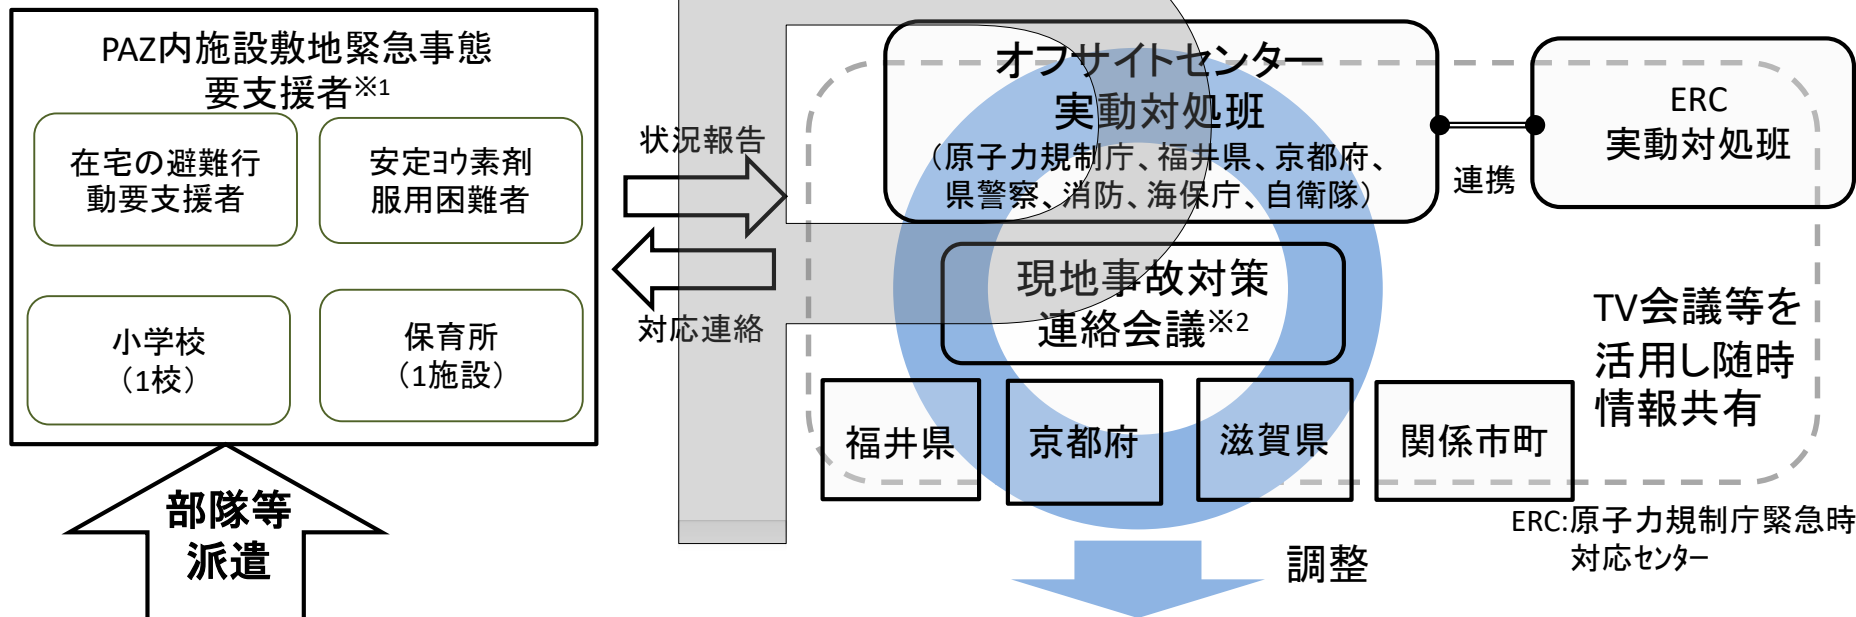 PAZ内施設敷地緊急事態
要支援者※1
在宅の避難行
動要支援者
安定ﾖｳ素剤
服用困難者
小学校
（1校）
保育所
（1施設）
部隊等
派遣
状況報告
対応連絡
オフサイトセンター
実動対処班
（原子力規制庁、福井県、京都府、
県警察、消防、海保庁、自衛隊）
連携
ERC
実動対処班
現地事故対策
連絡会議※2
TV会議等を
活用し随時
情報共有
福井県
京都府
滋賀県
関係市町
ERC:原子力規制庁緊急時
対応ｾﾝﾀｰ
調整